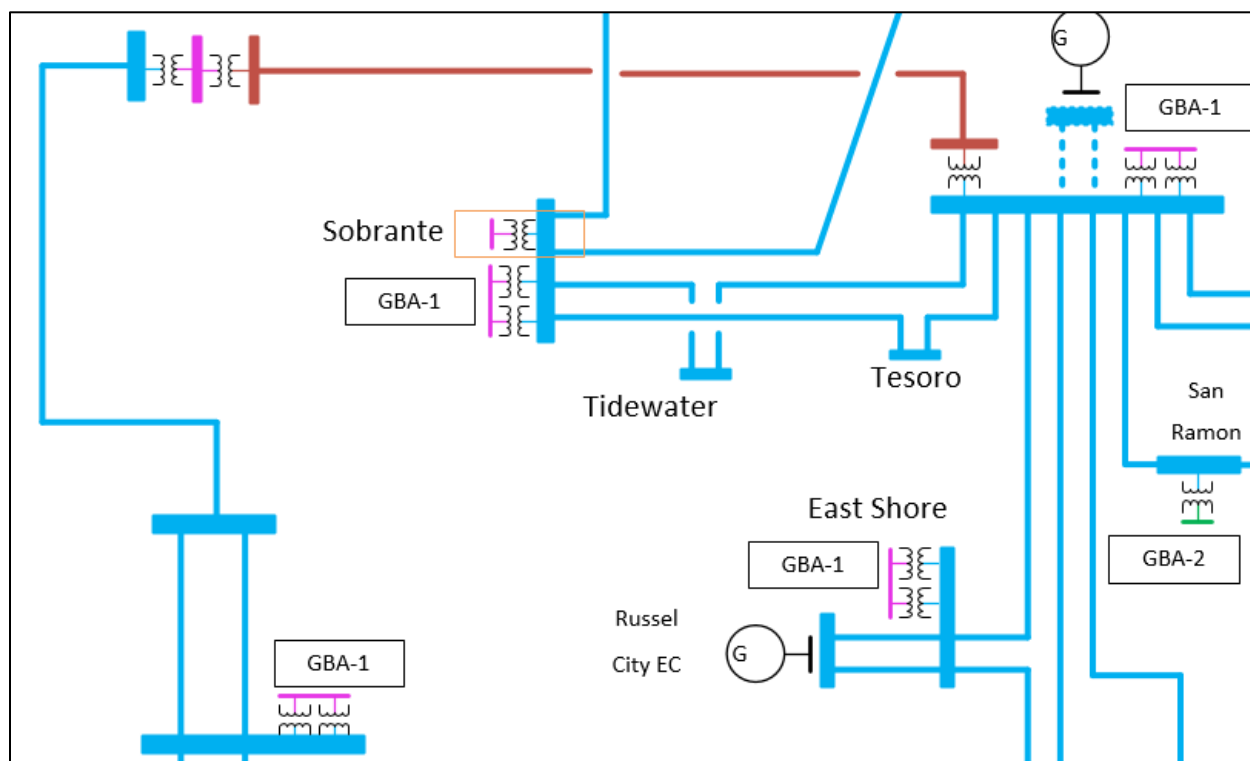 G
GBA-1
Sobrante
GBA-1
Tesoro
Tidewater
San
Ramon
East Shore
GBA-1
GBA-2
Russel
City EC
G
GBA-1